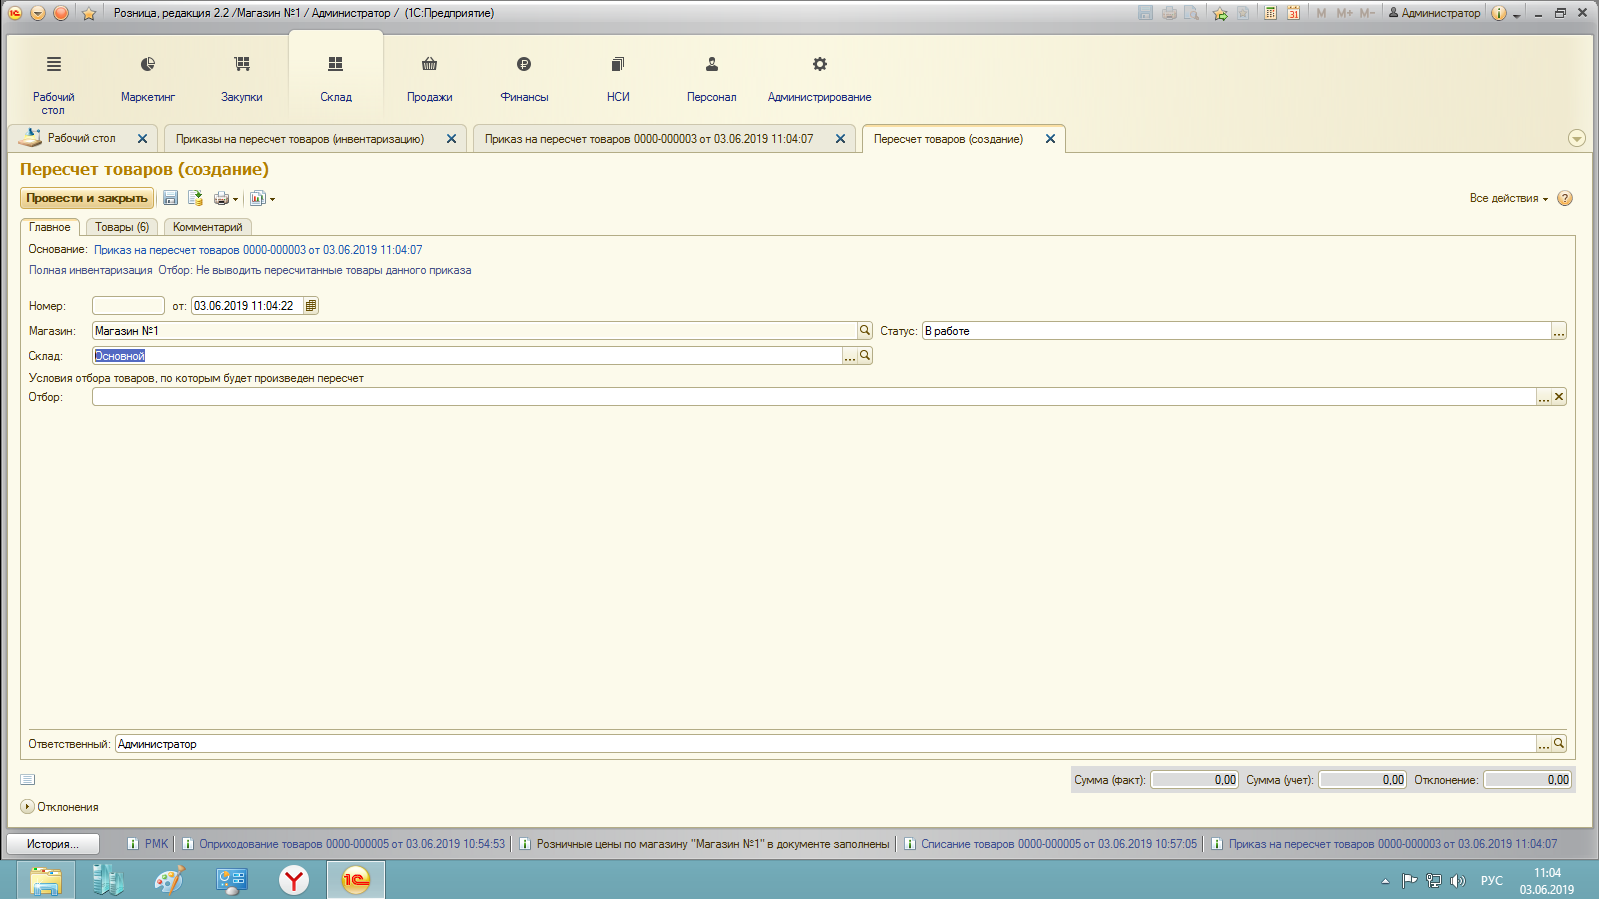 Розница, редакция 2.2 /Магазин №1 / Администратор / (1С:Предприятие)
31 M M+ M- Администратор
Рабочий стол
Маркетинг
Закупки
Склад
Продажи
Финансы
НСИ
Персонал
Администрирование
Рабочий стол
Приказы на пересчет товаров (инвентаризацию)
Приказ на пересчет товаров 0000-000003 от 03.06.2019 11:04:07
Пересчет товаров (создание)
Пересчет товаров (создание)
Провести и закрыть
Все действия
?
Главное
Товары (6)
Комментарий
Основание: Приказ на пересчет товаров 0000-000003 от 03.06.2019 11:04:07
Полная инвентаризация Отбор: Не выводить пересчитанные товары данного приказа
Номер: от: 03.06.2019 11:04:22
Магазин: Магазин №1 Статус: В работе ...
Склад: Основной ...
Условия отбора товаров, по которым будет произведен пересчет
Отбор: ...
Ответственный: Администратор ...
Сумма (факт): 0,00 Сумма (учет): 0,00 Отклонение: 0,00
Отклонения
История...
РМК
Оприходование товаров 0000-000005 от 03.06.2019 10:54:53
Розничные цены по магазину "Магазин №1" в документе заполнены
Списание товаров 0000-000005 от 03.06.2019 10:57:05
Приказ на пересчет товаров 0000-000003 от 03.06.2019 11:04:07
Y
1С
РУС
11:04
03.06.2019